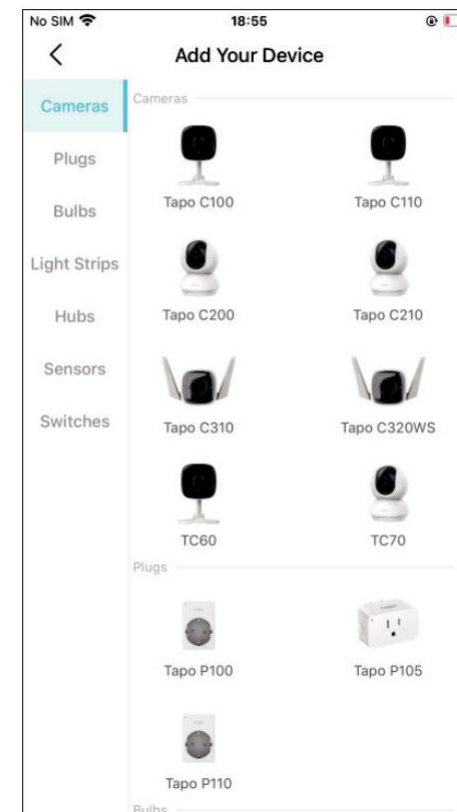 No SIM 18:55
Add Your Device
Cameras
Plugs
Bulbs
Light Strips
Hubs
Sensors
Switches
Cameras
Tapo C100 Tapo C110
Tapo C200 Tapo C210
Tapo C310 Tapo C320WS
TC60 TC70
Plugs
Tapo P100 Tapo P105
Tapo P110
Bulbs